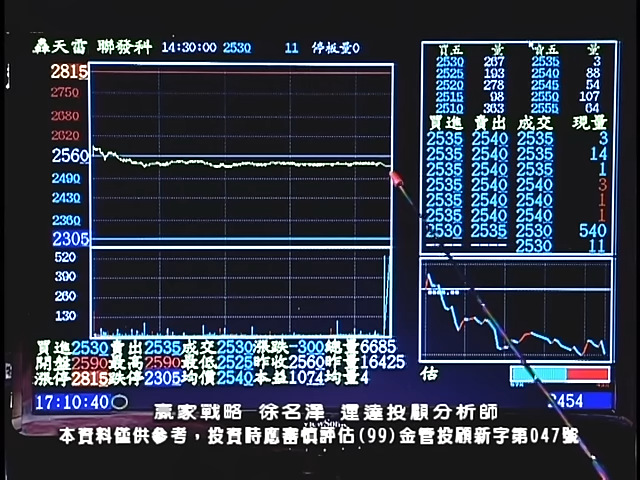 轟天雷 聯發科 14:30:00 2530 11 停板量0
2815
2750
2680
2620
2560
2490
2430
2360
2305
520
390
260
130
買五 量 賣五 量
2530 267 2535 3
2525 193 2540 88
2520 278 2545 54
2515 98 2550 107
2510 363 2555 64
買進 賣出 成交 現量
2535 2540 2535 3
2535 2540 2535 14
2535 2540 2535 1
2535 2540 2540 3
2535 2540 2540 1
2535 2540 2540 1
2530 2535 2530 540
---- ---- 2530 11
買進2530賣出2535成交2530漲跌-300總量6685
開盤2590最高2590最低2525昨收2560昨量16425
漲停2815跌停2305均價2540本益1074均量4
估
17:10:40
2454
贏家戰略 徐名澤 運達投顧分析師
ViewSonic
本資料僅供參考，投資時應審慎評估(99)金管投顧新字第047號